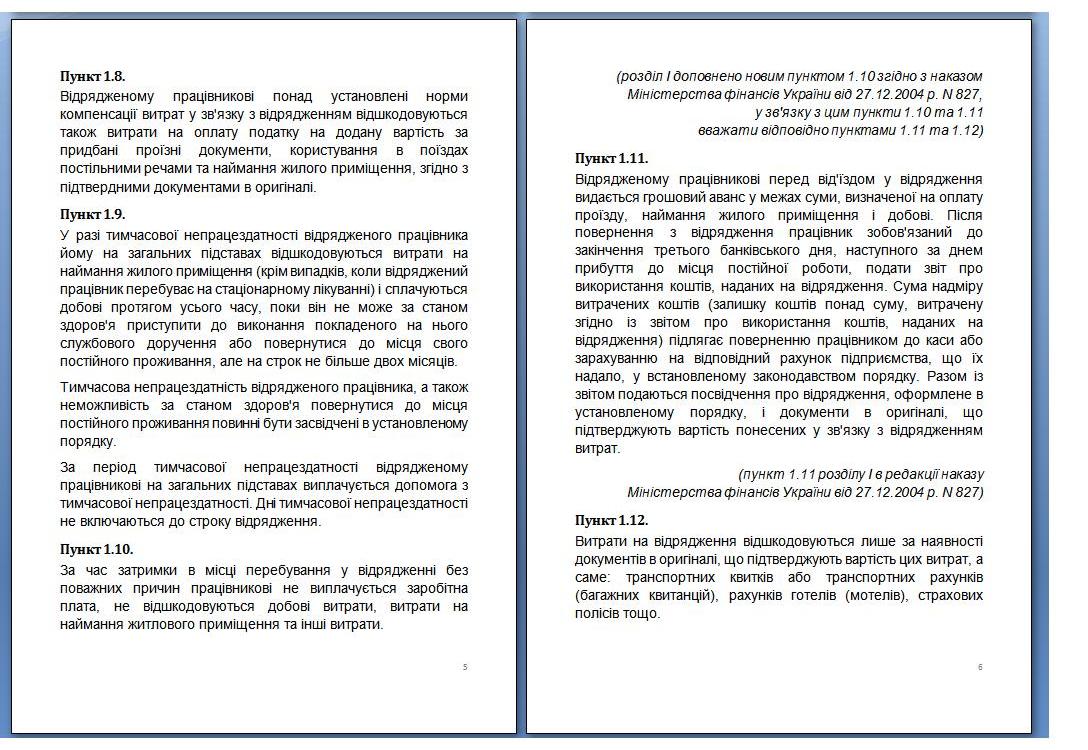 Пункт 1.8.
Відрядженому працівникові понад установлені норми
компенсації витрат у зв'язку з відрядженням відшкодовуються
також витрати на оплату податку на додану вартість за
придбані проїзні документи, користування в поїздах
постільними речами та наймання жилого приміщення, згідно з
підтвердними документами в оригіналі.
Пункт 1.9.
У разі тимчасової непрацездатності відрядженого працівника
йому на загальних підставах відшкодовуються витрати на
наймання жилого приміщення (крім випадків, коли відряджений
працівник перебуває на стаціонарному лікуванні) і сплачуються
добові протягом усього часу, поки він не може за станом
здоров'я приступити до виконання покладеного на нього
службового доручення або повернутися до місця свого
постійного проживання, але на строк не більше двох місяців.
Тимчасова непрацездатність відрядженого працівника, а також
неможливість за станом здоров'я повернутися до місця
постійного проживання повинні бути засвідчені в установленому
порядку.
За період тимчасової непрацездатності відрядженому
працівникові на загальних підставах виплачується допомога з
тимчасової непрацездатності. Дні тимчасової непрацездатності
не включаються до строку відрядження.
Пункт 1.10.
За час затримки в місці перебування у відрядженні без
поважних причин працівникові не виплачується заробітна
плата, не відшкодовуються добові витрати, витрати на
наймання житлового приміщення та інші витрати.
5
(розділ І доповнено новим пунктом 1.10 згідно з наказом
Міністерства фінансів України від 27.12.2004 р. N 827,
у зв'язку з цим пункти 1.10 та 1.11
вважати відповідно пунктами 1.11 та 1.12)
Пункт 1.11.
Відрядженому працівникові перед від'їздом у відрядження
видається грошовий аванс у межах суми, визначеної на оплату
проїзду, наймання жилого приміщення і добові. Після
повернення з відрядження працівник зобов'язаний до
закінчення третього банківського дня, наступного за днем
прибуття до місця постійної роботи, подати звіт про
використання коштів, наданих на відрядження. Сума надміру
витрачених коштів (залишку коштів понад суму, витрачену
згідно із звітом про використання коштів, наданих на
відрядження) підлягає поверненню працівником до каси або
зарахуванню на відповідний рахунок підприємства, що їх
надало, у встановленому законодавством порядку. Разом із
звітом подаються посвідчення про відрядження, оформлене в
установленому порядку, і документи в оригіналі, що
підтверджують вартість понесених у зв'язку з відрядженням
витрат.
(пункт 1.11 розділу І в редакції наказу
Міністерства фінансів України від 27.12.2004 р. N 827)
Пункт 1.12.
Витрати на відрядження відшкодовуються лише за наявності
документів в оригіналі, що підтверджують вартість цих витрат, а
саме: транспортних квитків або транспортних рахунків
(багажних квитанцій), рахунків готелів (мотелів), страхових
полісів тощо.
6